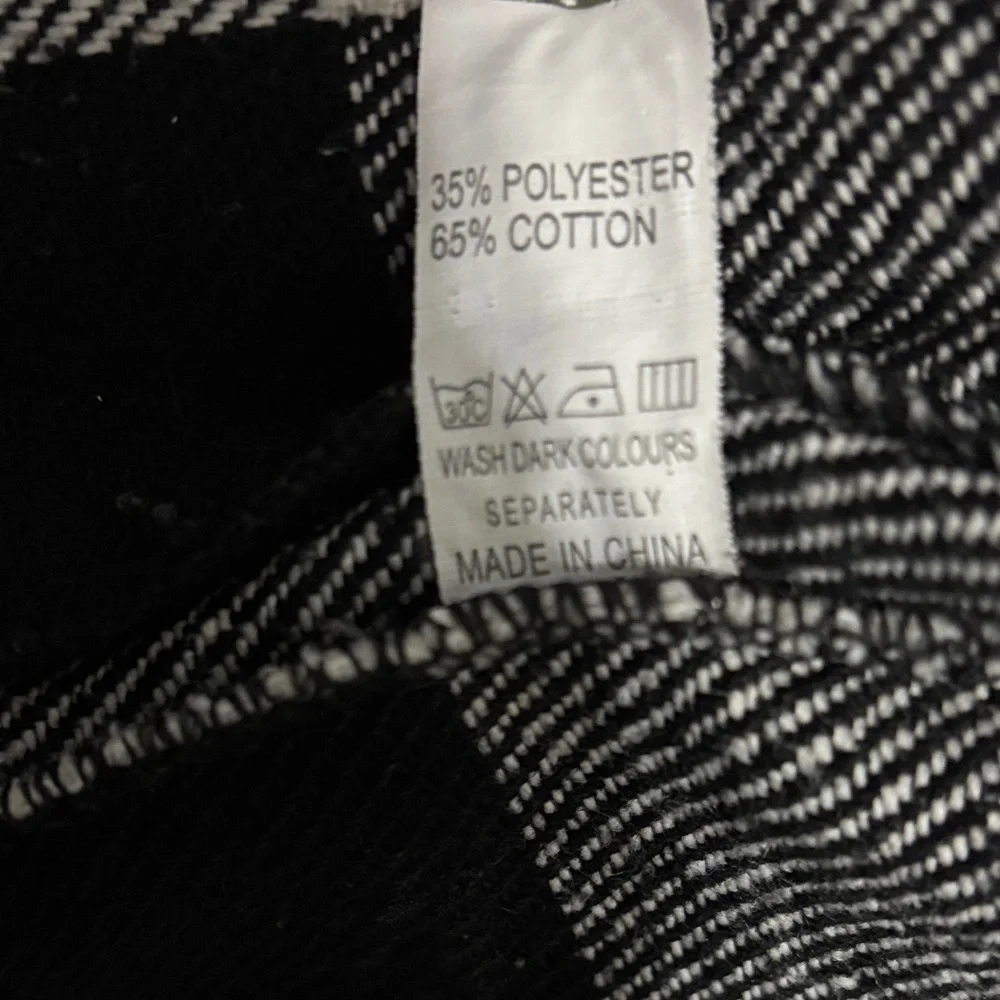 35% POLYESTER
65% COTTON
30°C
WASH DARK COLOURS
SEPARATELY
MADE IN CHINA